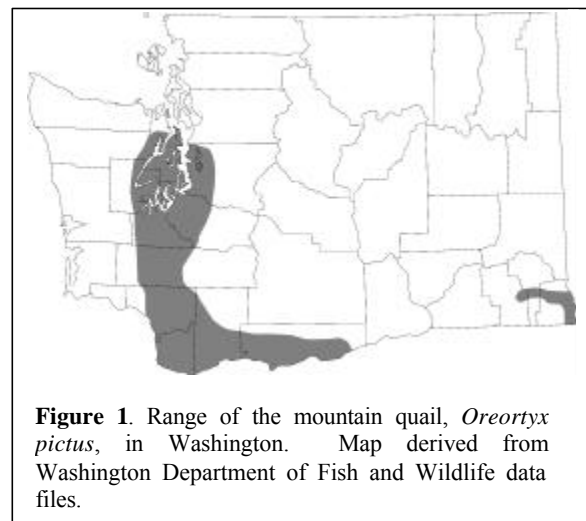 Figure 1. Range of the mountain quail, Oreortyx
pictus, in Washington. Map derived from
Washington Department of Fish and Wildlife data
files.